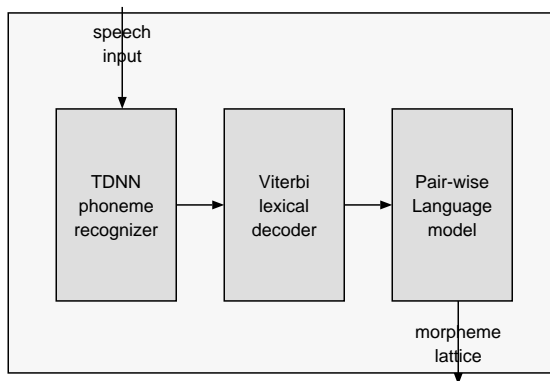 speech
input
TDNN
phoneme
recognizer
Viterbi
lexical
decoder
Pair-wise
Language
model
morpheme
lattice